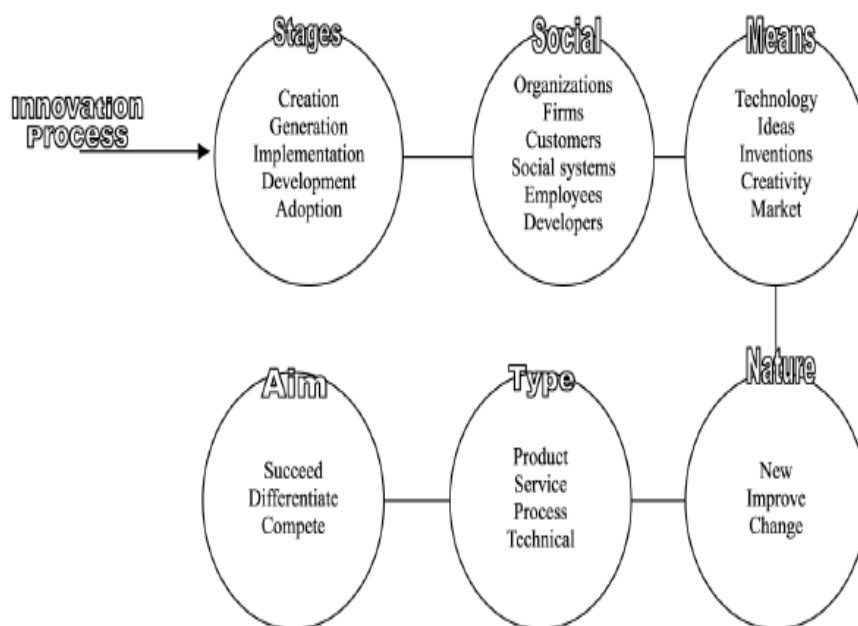 Innovation
Process
Stages
Creation
Generation
Implementation
Development
Adoption
Social
Organizations
Firms
Customers
Social systems
Employees
Developers
Means
Technology
Ideas
Inventions
Creativity
Market
Nature
New
Improve
Change
Type
Product
Service
Process
Technical
Aim
Succeed
Differentiate
Compete